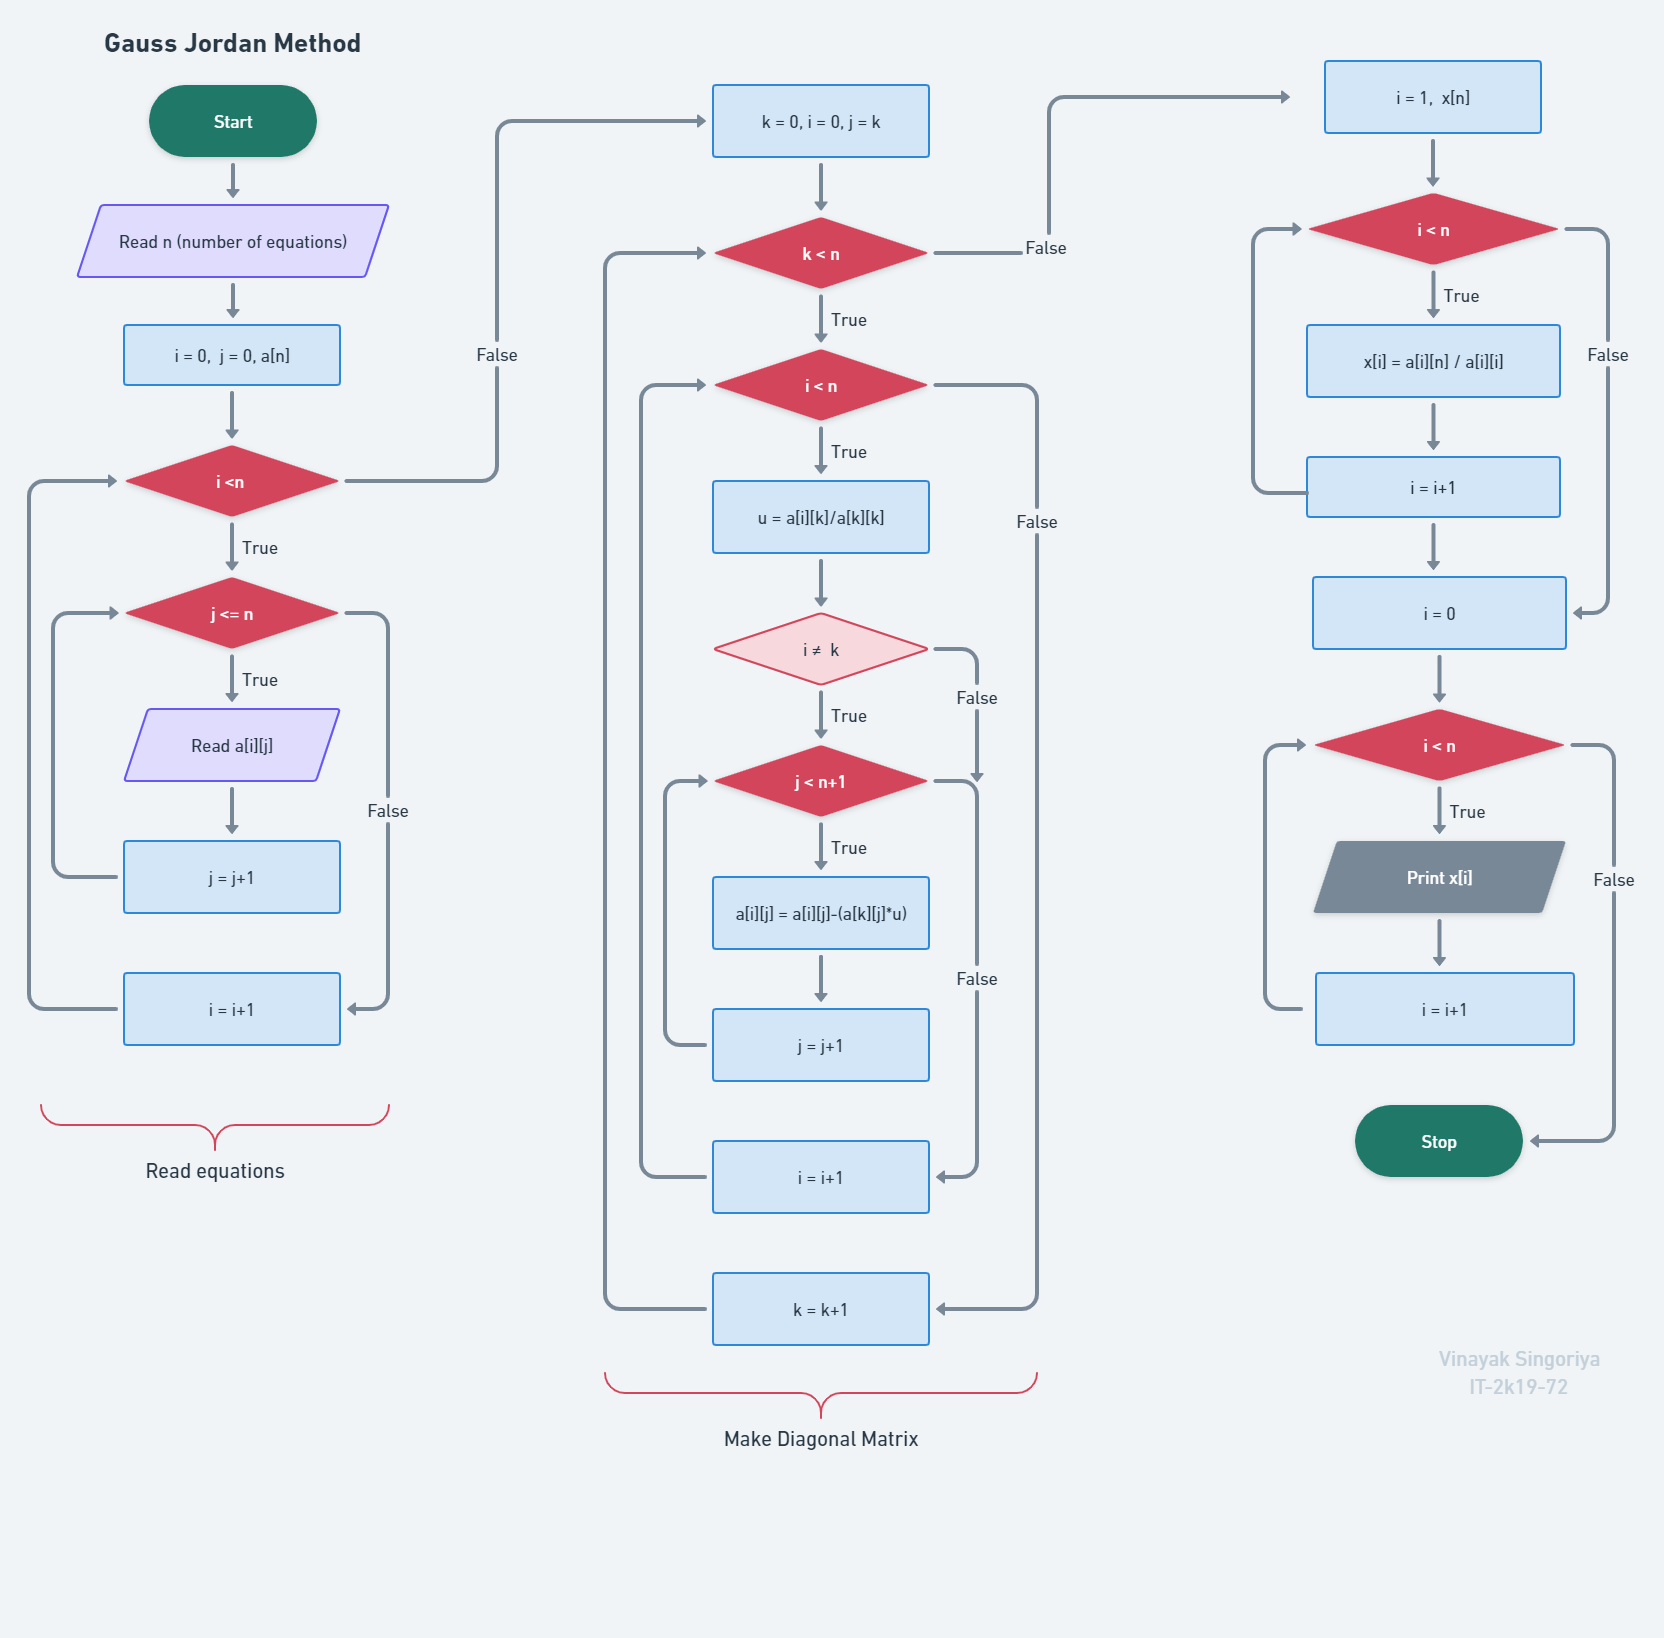 Gauss Jordan Method
Start
Read n (number of equations)
i = 0,  j = 0, a[n]
i <n
True
False
j <= n
True
False
Read a[i][j]
j = j+1
i = i+1
Read equations
k = 0, i = 0, j = k
k < n
False
True
i < n
True
False
u = a[i][k]/a[k][k]
i ≠  k
False
True
j < n+1
True
False
a[i][j] = a[i][j]-(a[k][j]*u)
j = j+1
i = i+1
k = k+1
Make Diagonal Matrix
i = 1,  x[n]
i < n
True
False
x[i] = a[i][n] / a[i][i]
i = i+1
i = 0
i < n
True
False
Print x[i]
i = i+1
Stop
Vinayak Singoriya
IT-2k19-72